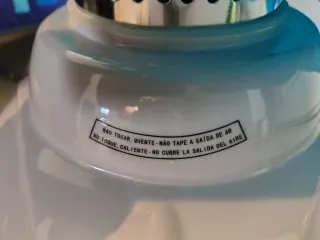 NÃO TOCAR, QUENTE-NÃO TAPE A SAÍDA DE AR
NO TOQUE, CALIENTE-NO CUBRE LA SALIDA DEL AIRE